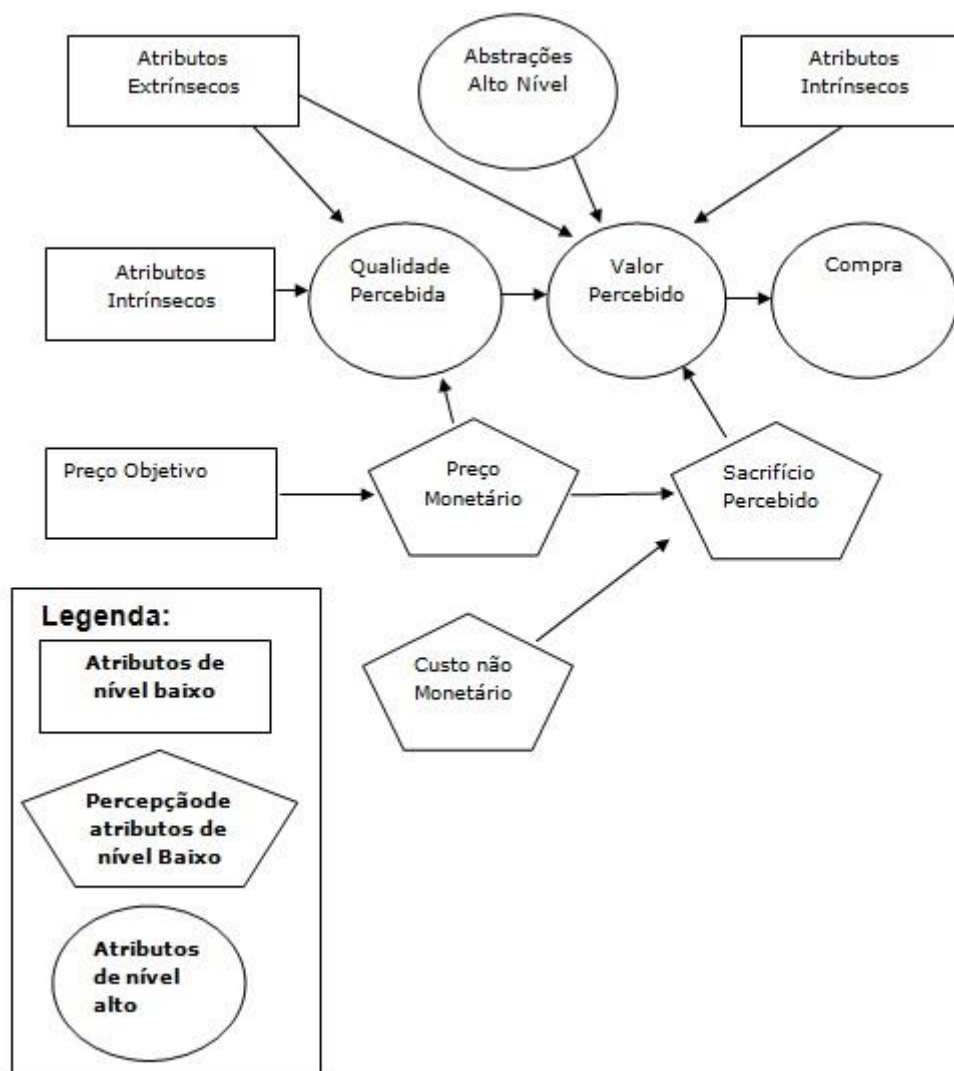 Atributos
Extrínsecos
Abstrações
Alto Nível
Atributos
Intrínsecos
Atributos
Intrínsecos
Qualidade
Percebida
Valor
Percebido
Compra
Preço Objetivo
Preço
Monetário
Sacrifício
Percebido
Custo não
Monetário
Legenda:
Atributos de
nível baixo
Percepçãode
atributos de
nível Baixo
Atributos
de nível
alto